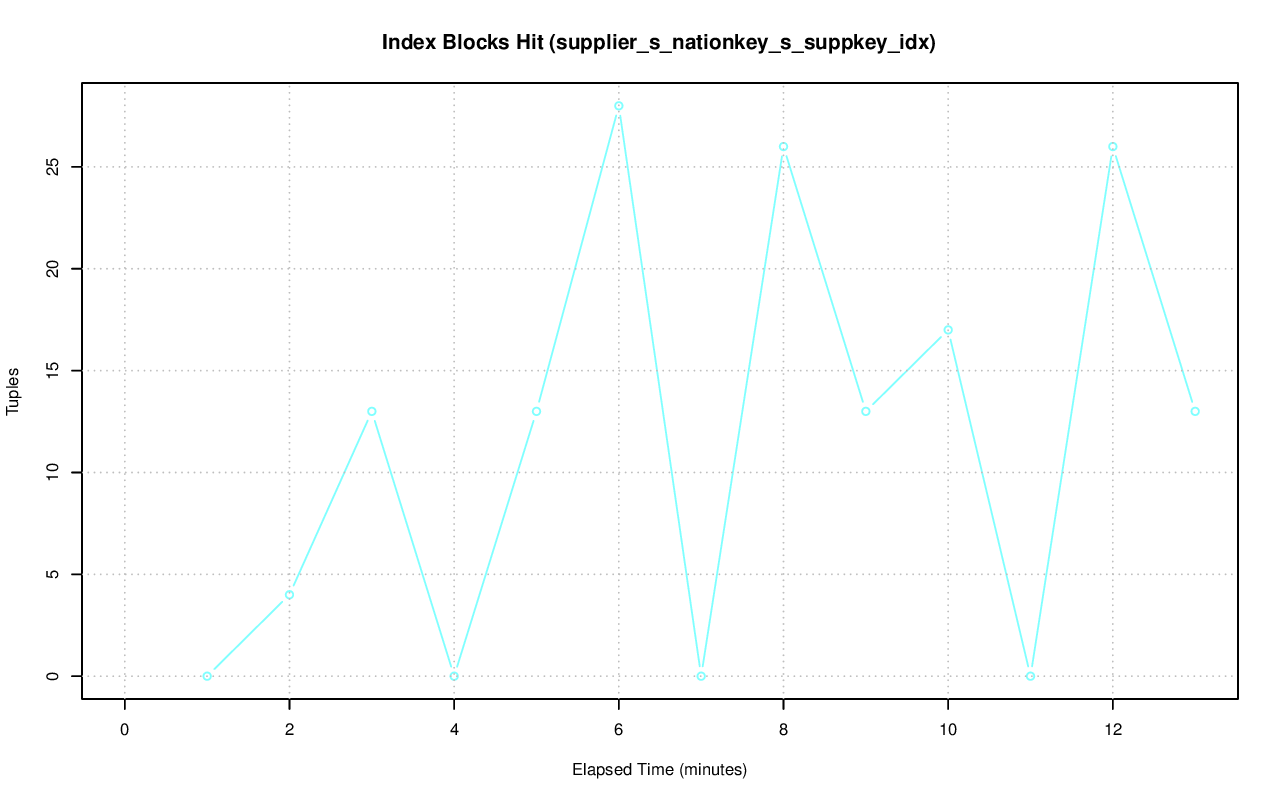 Index Blocks Hit (supplier_s_nationkey_s_suppkey_idx)
Tuples
25
20
15
10
5
0
0 2 4 6 8 10 12
Elapsed Time (minutes)